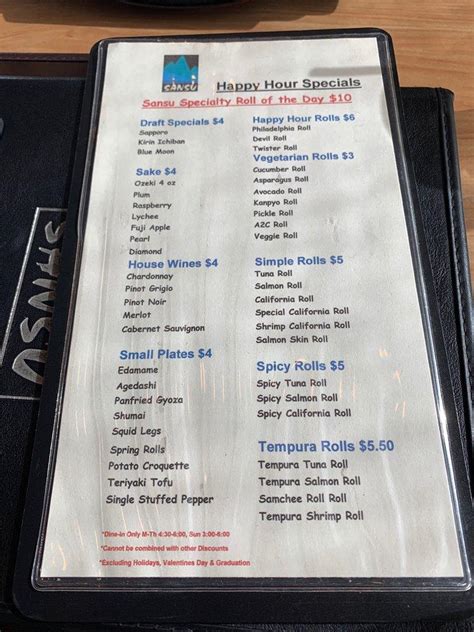 SANSU
Happy Hour Specials
Sansu Specialty Roll of the Day $10
Draft Specials $4
Sapporo
Kirin Ichiban
Blue Moon
Sake $4
Ozeki 4 oz
Plum
Raspberry
Lychee
Fuji Apple
Pearl
Diamond
House Wines $4
Chardonnay
Pinot Grigio
Pinot Noir
Merlot
Cabernet Sauvignon
Small Plates $4
Edamame
Agedashi
Panfried Gyoza
Shumai
Squid Legs
Spring Rolls
Potato Croquette
Teriyaki Tofu
Single Stuffed Pepper
Happy Hour Rolls $6
Philadelphia Roll
Devil Roll
Twister Roll
Vegetarian Rolls $3
Cucumber Roll
Asparagus Roll
Avocado Roll
Kanpyo Roll
Pickle Roll
A2C Roll
Veggie Roll
Simple Rolls $5
Tuna Roll
Salmon Roll
California Roll
Special California Roll
Shrimp California Roll
Salmon Skin Roll
Spicy Rolls $5
Spicy Tuna Roll
Spicy Salmon Roll
Spicy California Roll
Tempura Rolls $5.50
Tempura Tuna Roll
Tempura Salmon Roll
Samchee Roll Roll
Tempura Shrimp Roll
*Dine-in Only M-Th 4:30-6:00, Sun 3:00-6:00
*Cannot be combined with other Discounts
*Excluding Holidays, Valentines Day & Graduation
SANSU